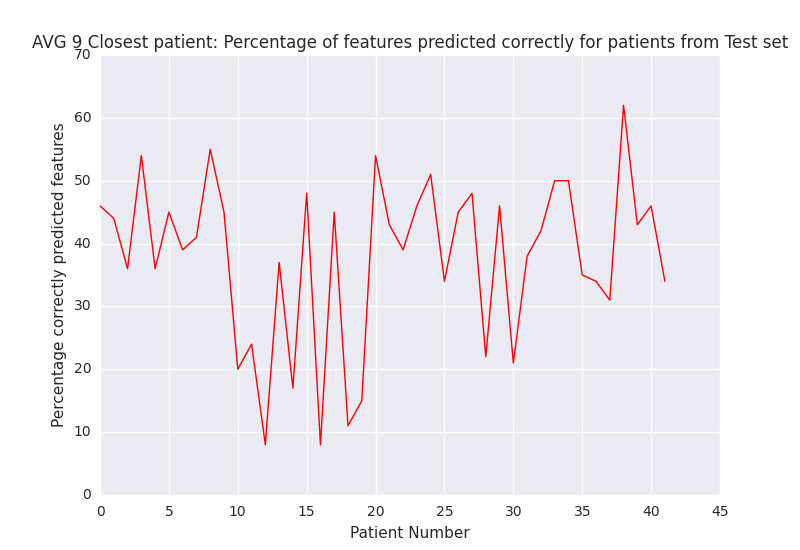 AVG 9 Closest patient: Percentage of features predicted correctly for patients from Test set
70
60
50
40
30
20
10
0
Percentage correctly predicted features
0 5 10 15 20 25 30 35 40 45
Patient Number